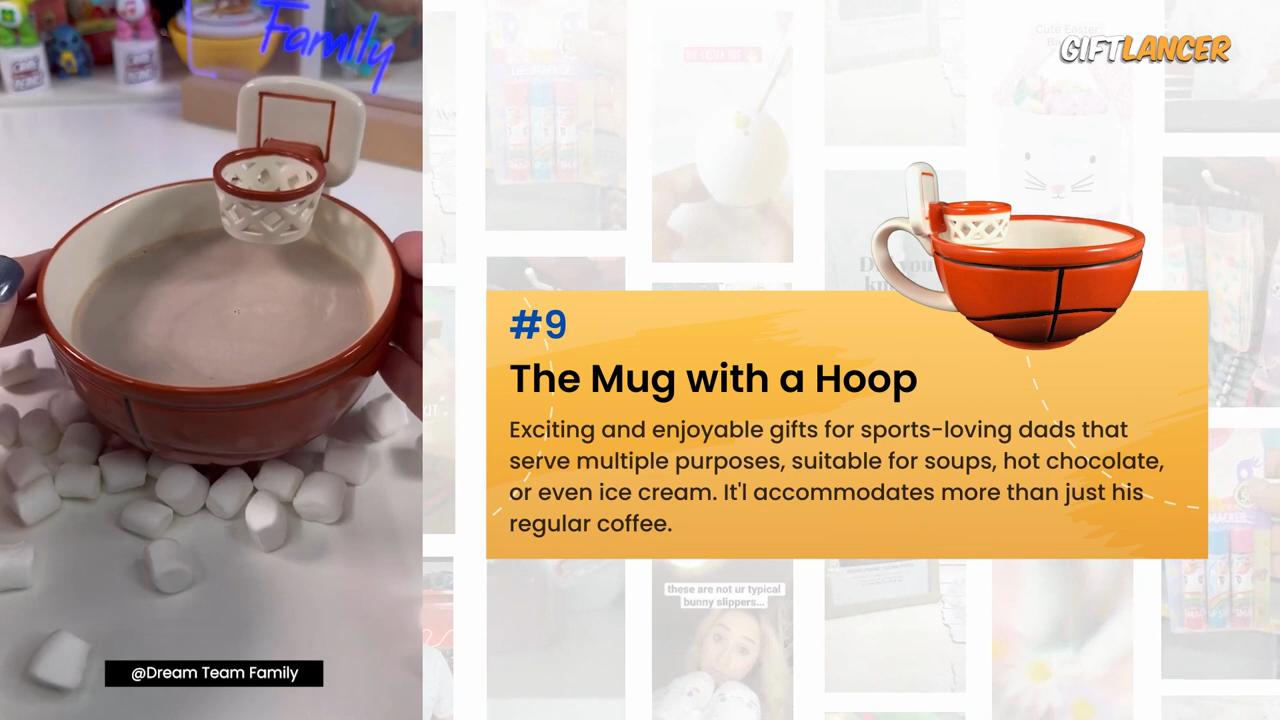 Family
GIFTLANCER
#9
The Mug with a Hoop
Exciting and enjoyable gifts for sports-loving dads that
serve multiple purposes, suitable for soups, hot chocolate,
or even ice cream. It'l accommodates more than just his
regular coffee.
these are not ur typical
bunny slippers...
@Dream Team Family